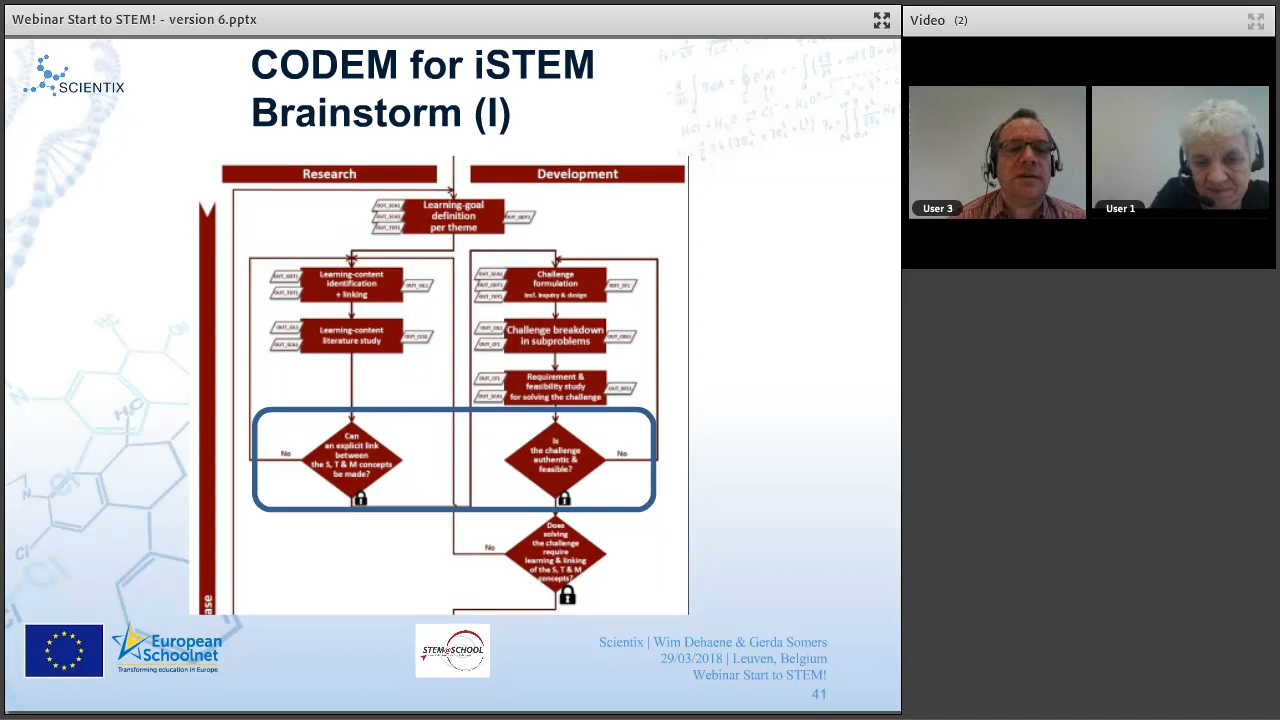 Webinar Start to STEM! - version 6.pptx
Video (2)
SCIENTIX
CODEM for iSTEM
Brainstorm (I)
Research
Development
Learning-goal
definition
per theme
Learning-content
identification
+ linking
Learning-content
literature study
Challenge
formulation
incl. inquiry & design
Challenge breakdown
in subproblems
Requirement &
feasibility study
for solving the challenge
Can
an explicit link
between
the S, T & M concepts
be made?
No
Is
the challenge
authentic &
feasible?
No
Does
solving
the challenge
require
learning & linking
of the S, T & M
concepts?
No
User 3
User 1
European
Schoolnet
Transforming education in Europe
STEM@SCHOOL
Scientix | Wim Dehaene & Gerda Somers
29/03/2018 | Leuven, Belgium
Webinar Start to STEM!
41
H₂C
Cl